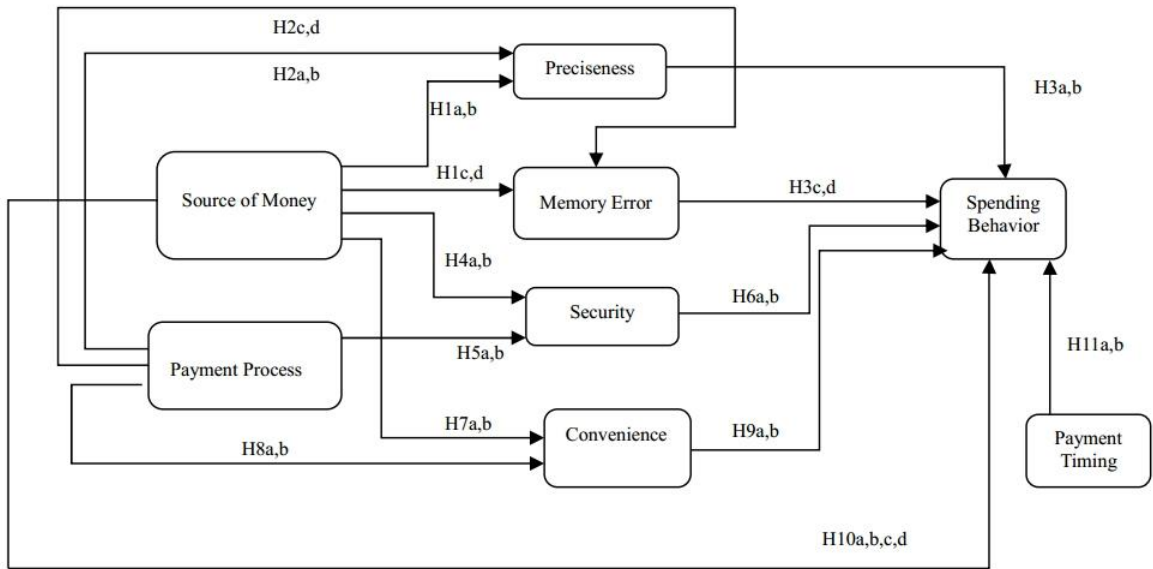 H2c,d
Preciseness
H2a,b
H3a,b
H1a,b
H1c,d
Source of Money
Memory Error
H3c,d
Spending
Behavior
H4a,b
H6a,b
Security
H5a,b
H11a,b
Payment Process
H7a,b
Convenience
H9a,b
Payment
Timing
H8a,b
H10a,b,c,d